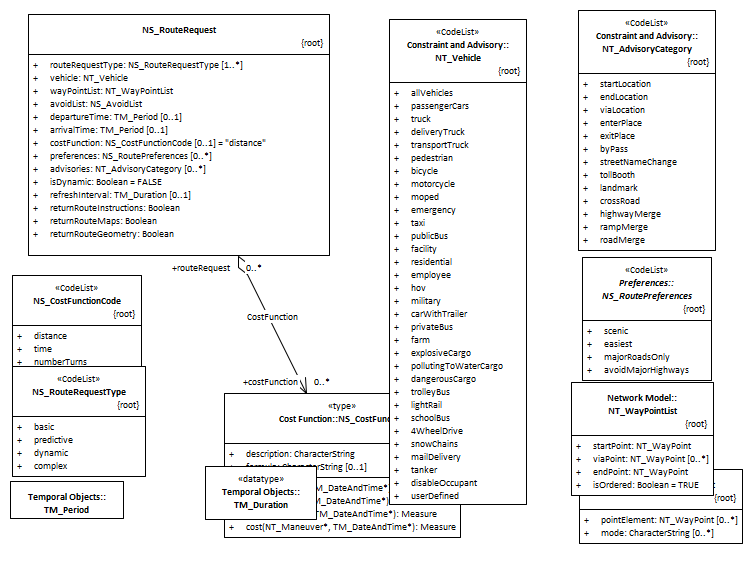 NS_RouteRequest
{root}
+ routeRequestType: NS_RouteRequestType [1..*]
+ vehicle: NT_Vehicle
+ wayPointList: NT_WayPointList
+ avoidList: NS_AvoidList
+ departureTime: TM_Period [0..1]
+ arrivalTime: TM_Period [0..1]
+ costFunction: NS_CostFunctionCode [0..1] = "distance"
+ preferences: NS_RoutePreferences [0..*]
+ advisories: NT_AdvisoryCategory [0..*]
+ isDynamic: Boolean = FALSE
+ refreshInterval: TM_Duration [0..1]
+ returnRouteInstructions: Boolean
+ returnRouteMaps: Boolean
+ returnRouteGeometry: Boolean
+routeRequest 0..*
CostFunction
+costFunction 0..*
«CodeList»
NS_CostFunctionCode
{root}
+ distance
+ time
+ numberTurns
«CodeList»
NS_RouteRequestType
{root}
+ basic
+ predictive
+ dynamic
+ complex
Temporal Objects::
TM_Period
«type»
Cost Function::NS_CostFunc
+ description: CharacterString
+ formula: CharacterString [0..1]
TM_DateAndTime*
TM_DateAndTime*): Measure
+ cost(NT_Maneuver*, TM_DateAndTime*): Measure
«datatype»
Temporal Objects::
TM_Duration
«CodeList»
Constraint and Advisory::
NT_Vehicle
{root}
+ allVehicles
+ passengerCars
+ truck
+ deliveryTruck
+ transportTruck
+ pedestrian
+ bicycle
+ motorcycle
+ moped
+ emergency
+ taxi
+ publicBus
+ facility
+ residential
+ employee
+ hov
+ military
+ carWithTrailer
+ privateBus
+ farm
+ explosiveCargo
+ pollutingToWaterCargo
+ dangerousCargo
+ trolleyBus
+ lightRail
+ schoolBus
+ 4WheelDrive
+ snowChains
+ mailDelivery
+ tanker
+ disableOccupant
+ userDefined
«CodeList»
Constraint and Advisory::
NT_AdvisoryCategory
{root}
+ startLocation
+ endLocation
+ viaLocation
+ enterPlace
+ exitPlace
+ byPass
+ streetNameChange
+ tollBooth
+ landmark
+ crossRoad
+ highwayMerge
+ rampMerge
+ roadMerge
«CodeList»
Preferences::
NS_RoutePreferences
{root}
+ scenic
+ easiest
+ majorRoadsOnly
+ avoidMajorHighways
Network Model::
NT_WayPointList
{root}
+ startPoint: NT_WayPoint
+ viaPoint: NT_WayPoint [0..*]
+ endPoint: NT_WayPoint
+ isOrdered: Boolean = TRUE
{root}
+ pointElement: NT_WayPoint [0..*]
+ mode: CharacterString [0..*]